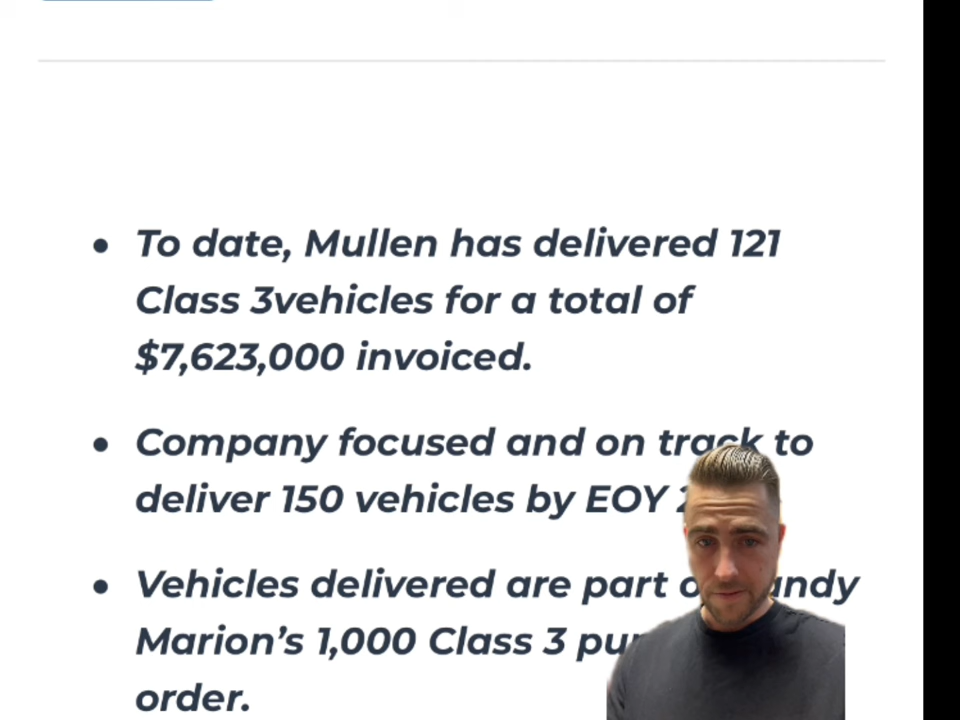 • To date, Mullen has delivered 121
Class 3vehicles for a total of
$7,623,000 invoiced.
• Company focused and on track to
deliver 150 vehicles by EOY
• Vehicles delivered are part
Marion's 1,000 Class 3
order.